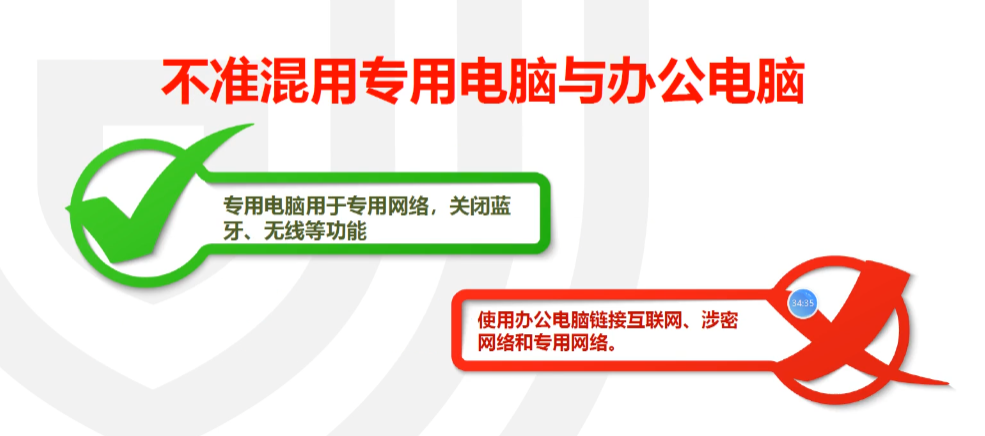 不准混用专用电脑与办公电脑
专用电脑用于专用网络，关闭蓝
牙、无线等功能
34:35
使用办公电脑链接互联网、涉密
网络和专用网络。